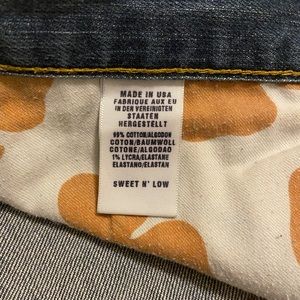 MADE IN USA
FABRIQUE AUX EU
IN DER VEREINIGTEN
STAATEN
HERGESTELLT
99% COTTON/ALGODON
COTON/BAUMWOLL
COTONE/ALGODAO
1% LYCRA/ELASTANE
ELASTANO/ELASTAN
SWEET N' LOW